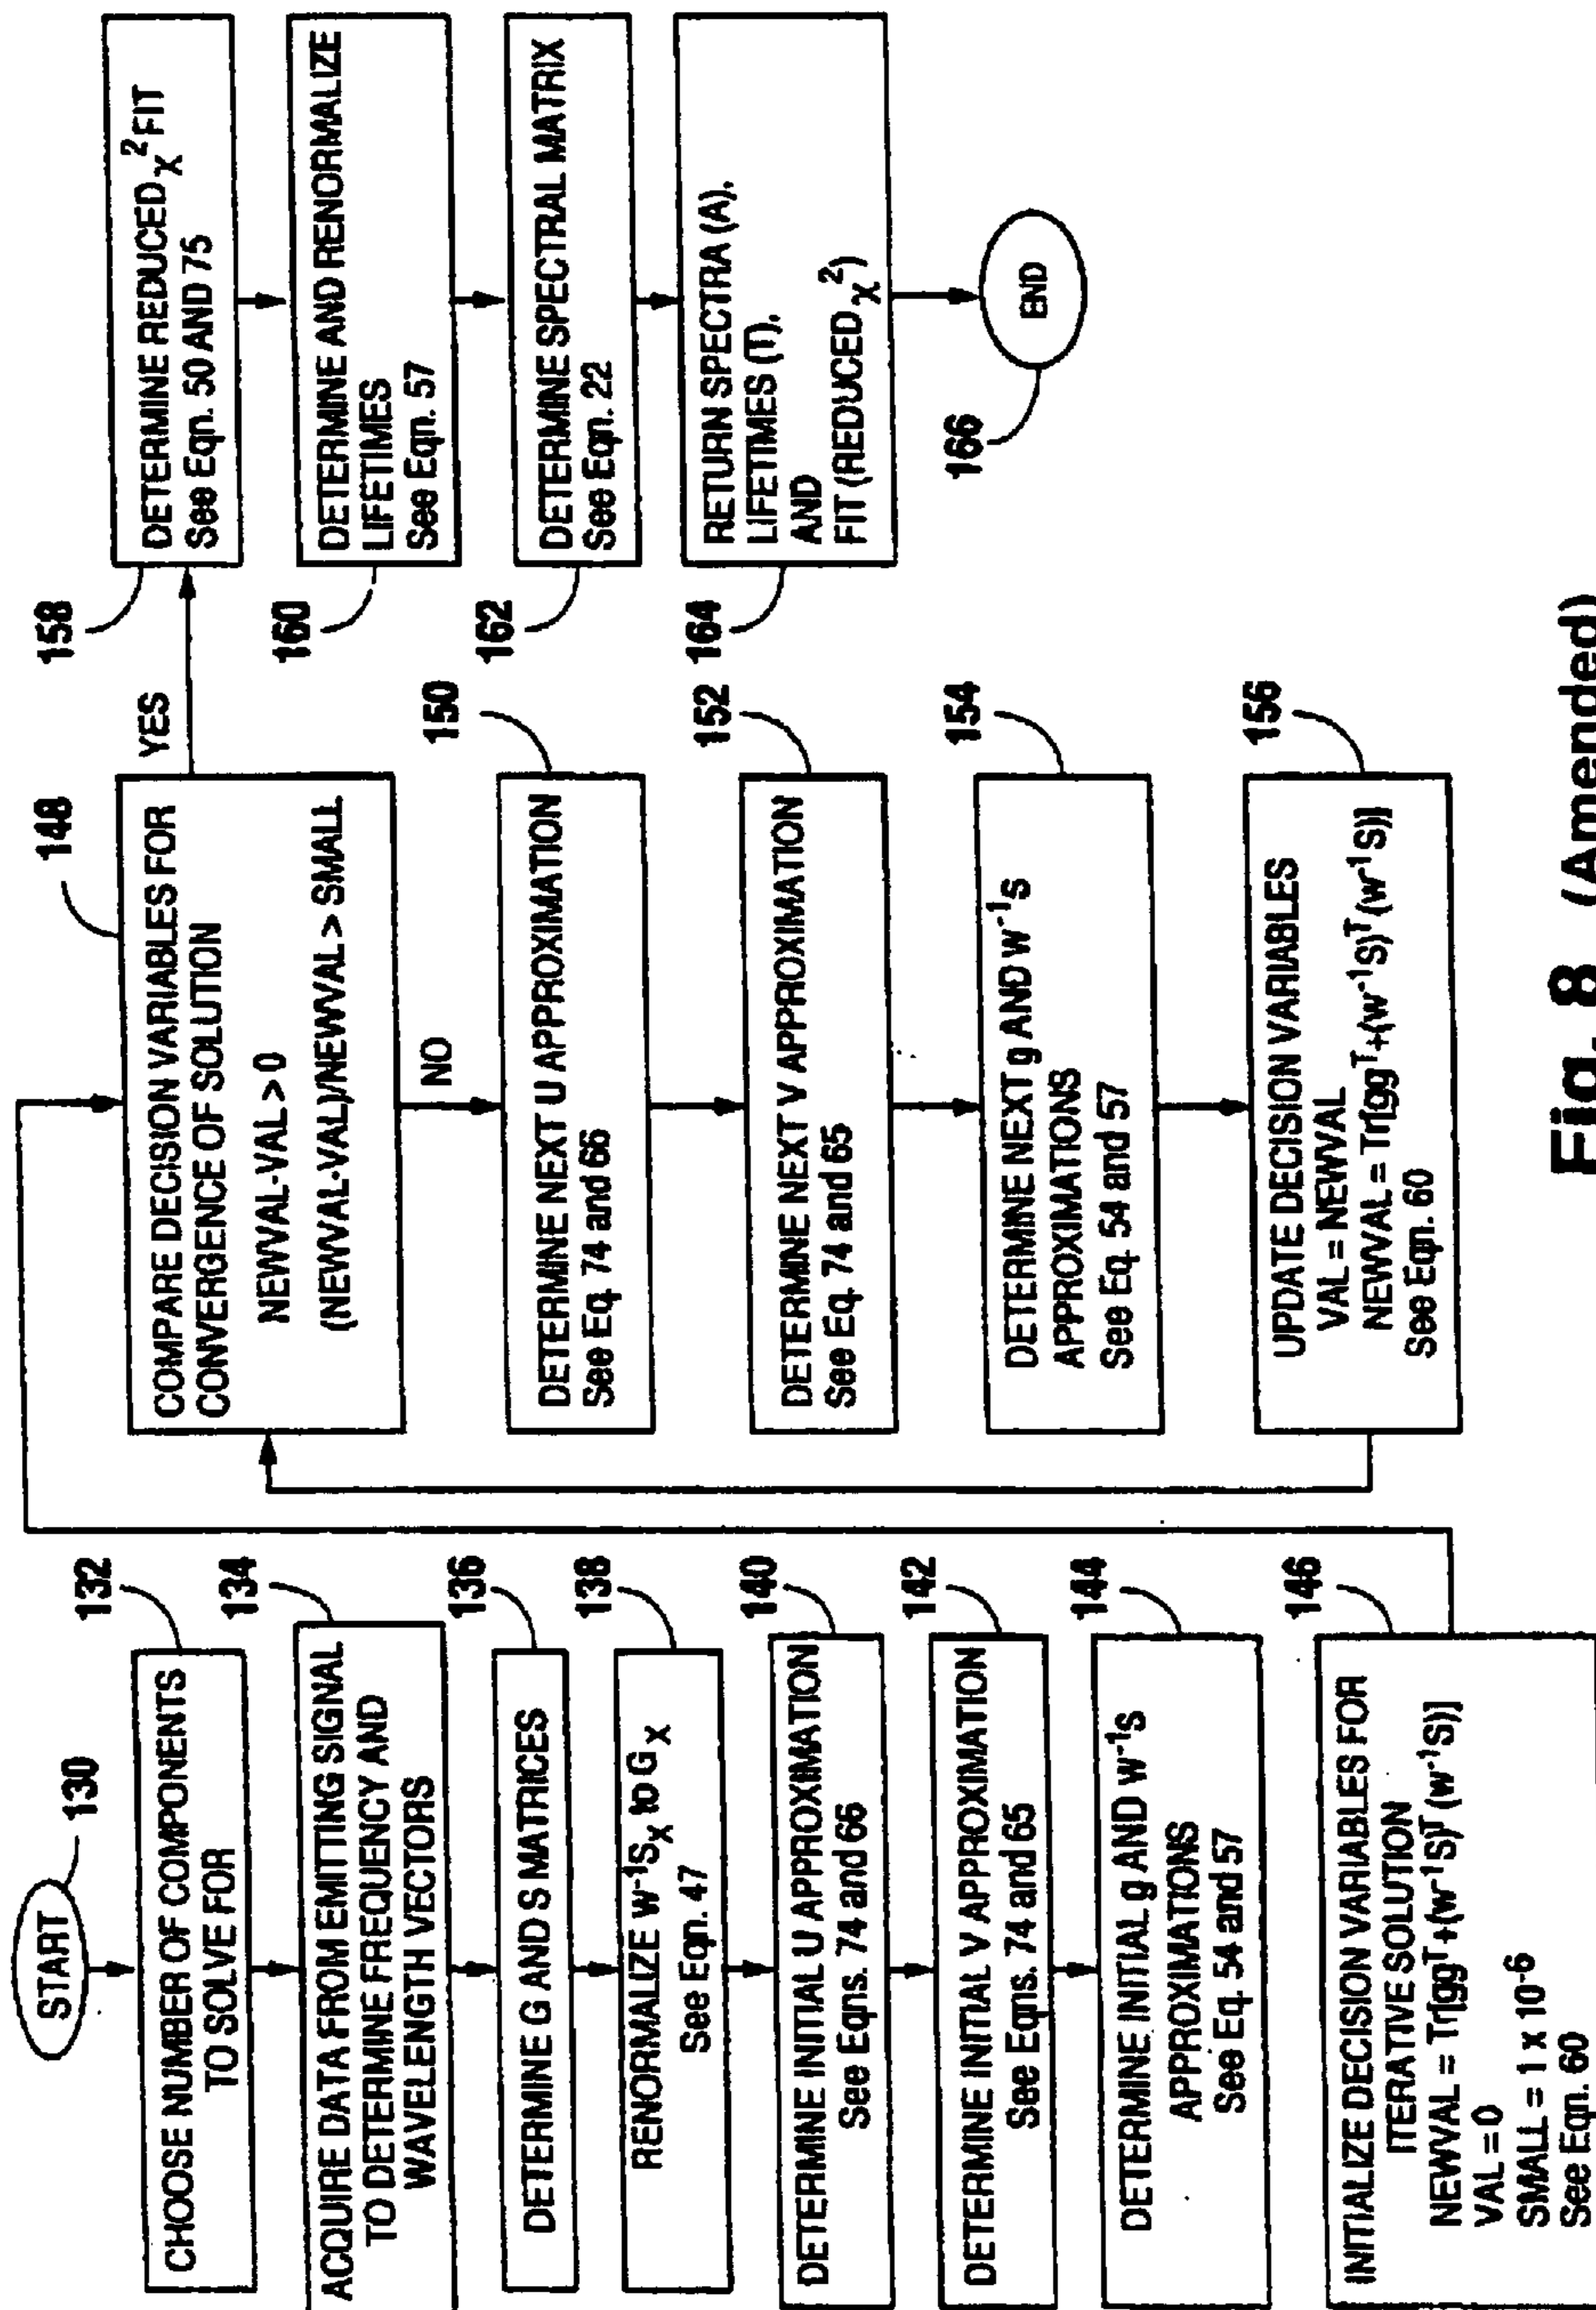 START
130
CHOOSE NUMBER OF COMPONENTS
TO SOLVE FOR
132
ACQUIRE DATA FROM EMITTING SIGNAL
TO DETERMINE FREQUENCY AND
WAVELENGTH VECTORS
134
DETERMINE G AND S MATRICES
136
RENORMALIZE w⁻¹Sₓ to Gₓ
See Eqn. 47
138
DETERMINE INITIAL U APPROXIMATION
See Eqns. 74 and 66
140
DETERMINE INITIAL V APPROXIMATION
See Eqns. 74 and 65
142
DETERMINE INITIAL g AND w⁻¹s
APPROXIMATIONS
See Eq. 54 and 57
144
INITIALIZE DECISION VARIABLES FOR
ITERATIVE SOLUTION
NEWVAL = Tr[ggᵀ+(w⁻¹S)ᵀ(w⁻¹S)]
VAL = 0
SMALL = 1 x 10⁻⁶
See Eqn. 60
146
COMPARE DECISION VARIABLES FOR
CONVERGENCE OF SOLUTION
NEWVAL-VAL > 0
(NEWVAL-VAL)/NEWVAL > SMALL
148
YES
NO
DETERMINE NEXT U APPROXIMATION
See Eq. 74 and 66
150
DETERMINE NEXT V APPROXIMATION
See Eq. 74 and 65
152
DETERMINE NEXT g AND w⁻¹s
APPROXIMATIONS
See Eq. 54 and 57
154
UPDATE DECISION VARIABLES
VAL = NEWVAL
NEWVAL = Tr[ggᵀ+(w⁻¹S)ᵀ(w⁻¹S)]
See Eqn. 60
156
DETERMINE REDUCED χ² FIT
See Eqn. 50 AND 75
158
DETERMINE AND RENORMALIZE
LIFETIMES
See Eqn. 57
160
DETERMINE SPECTRAL MATRIX
See Eqn. 22
162
RETURN SPECTRA (A),
LIFETIMES (T),
AND
FIT (REDUCED χ²)
164
END
166
Fig. 8 (Amended)